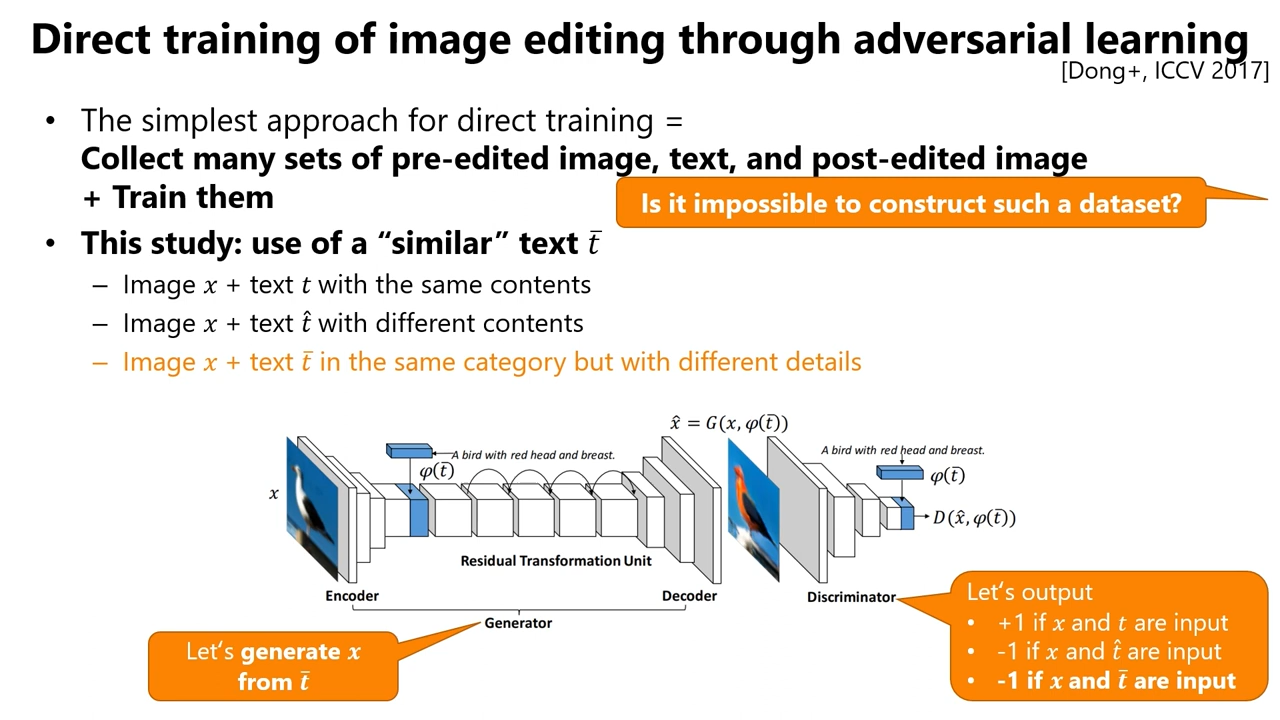 Direct training of image editing through adversarial learning
[Dong+, ICCV 2017]
• The simplest approach for direct training =
Collect many sets of pre-edited image, text, and post-edited image
+ Train them
Is it impossible to construct such a dataset?
• This study: use of a “similar” text t̄
– Image x + text t with the same contents
– Image x + text t̂ with different contents
– Image x + text t̄ in the same category but with different details
x̂ = G(x, φ(t̄))
A bird with red head and breast.
φ(t̄)
x
A bird with red head and breast.
φ(t̄)
D(x̂, φ(t̄))
Residual Transformation Unit
Encoder
Decoder
Discriminator
Generator
Let‘s generate x
from t̄
Let‘s output
• +1 if x and t are input
• -1 if x and t̂ are input
• -1 if x and t̄ are input